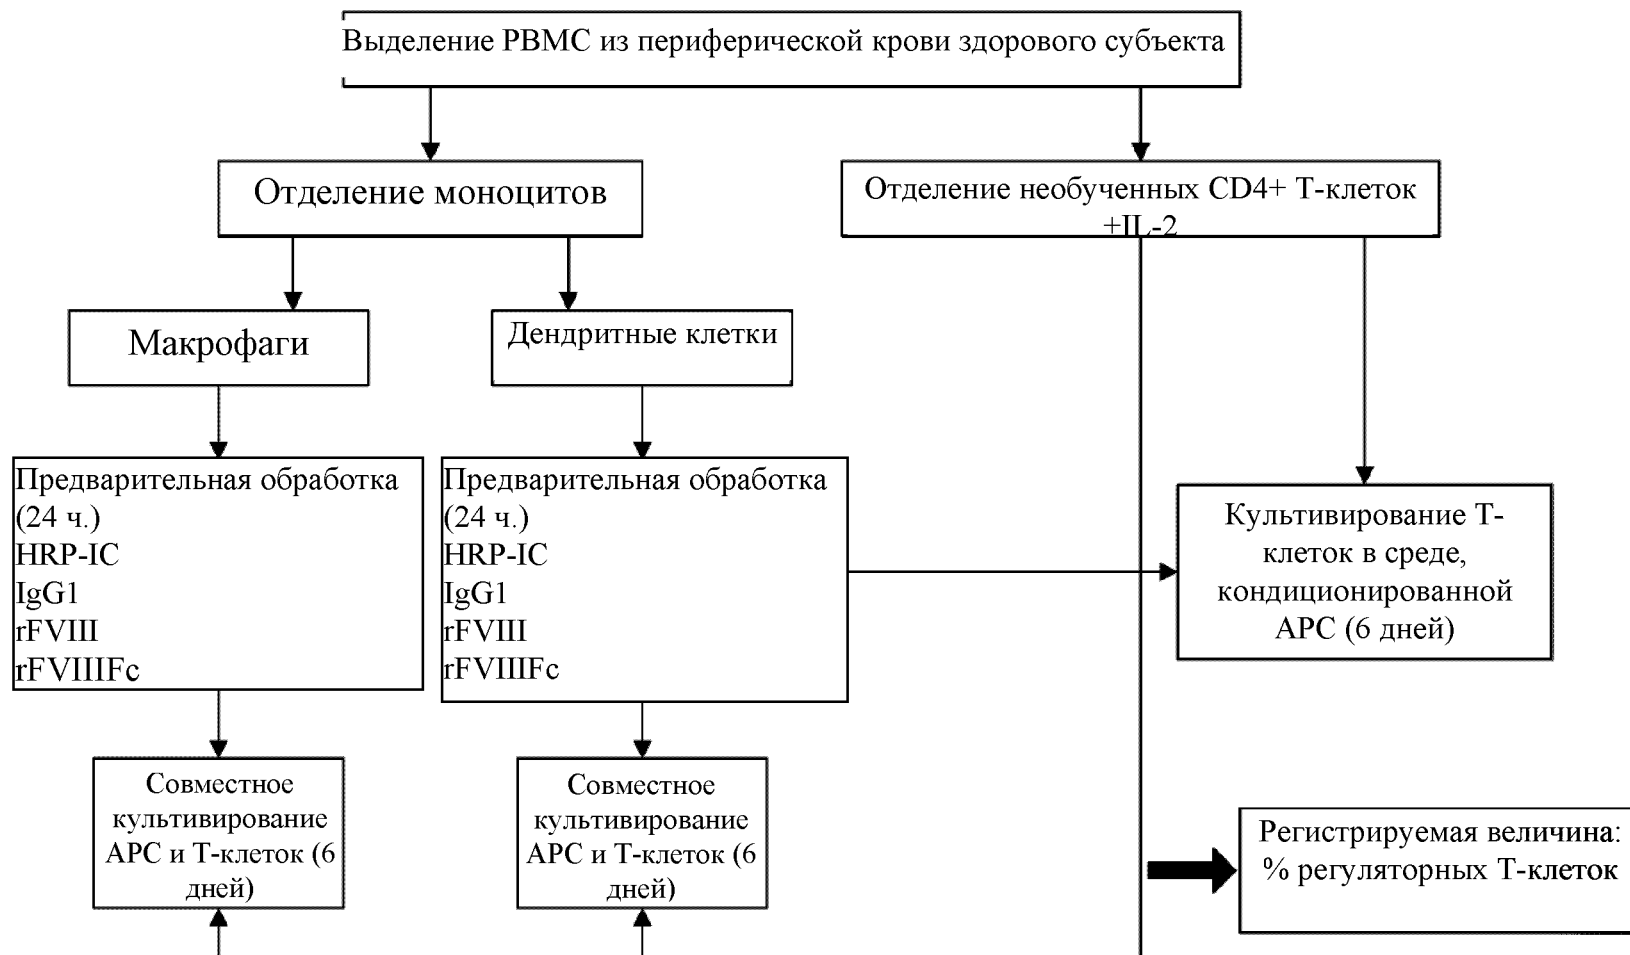 Выделение PBMC из периферической крови здорового субъекта
Отделение моноцитов
Отделение необученных CD4+ Т-клеток
+IL-2
Макрофаги
Дендритные клетки
Предварительная обработка
(24 ч.)
HRP-IC
IgG1
rFVIII
rFVIIIFc
Предварительная обработка
(24 ч.)
HRP-IC
IgG1
rFVIII
rFVIIIFc
Культивирование Т-
клеток в среде,
кондиционированной
APC (6 дней)
Совместное
культивирование
APC и Т-клеток (6
дней)
Совместное
культивирование
APC и Т-клеток (6
дней)
Регистрируемая величина:
% регуляторных Т-клеток